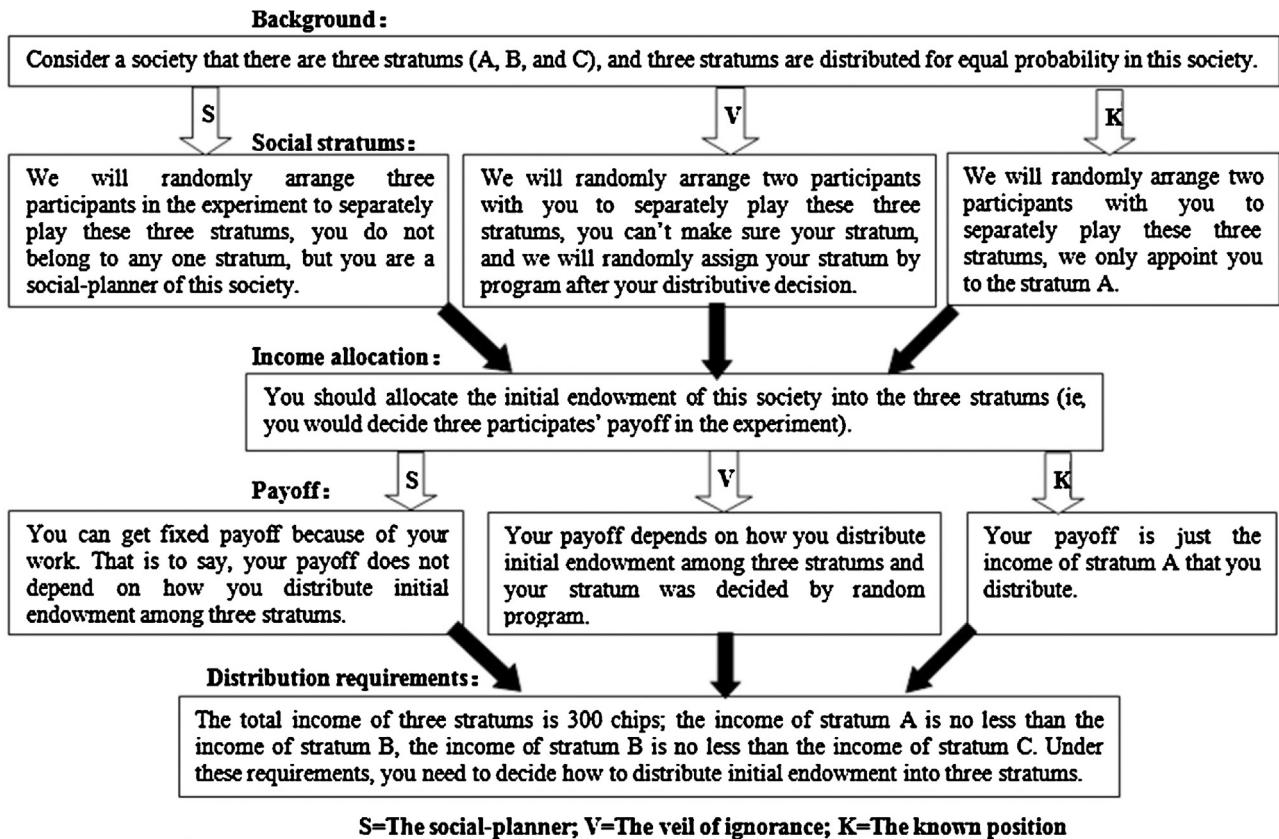 Background:
Consider a society that there are three stratums (A, B, and C), and three stratums are distributed for equal probability in this society.
S
V
K
Social stratums:
We will randomly arrange three
participants in the experiment to separately
play these three stratums, you do not
belong to any one stratum, but you are a
social-planner of this society.
We will randomly arrange two participants
with you to separately play these three
stratums, you can't make sure your stratum,
and we will randomly assign your stratum by
program after your distributive decision.
We will randomly arrange two
participants with you to
separately play these three
stratums, we only appoint you
to the stratum A.
Income allocation:
You should allocate the initial endowment of this society into the three stratums (ie,
you would decide three participates' payoff in the experiment).
S
V
K
Payoff:
You can get fixed payoff because of your
work. That is to say, your payoff does not
depend on how you distribute initial
endowment among three stratums.
Your payoff depends on how you distribute
initial endowment among three stratums and
your stratum was decided by random
program.
Your payoff is just the
income of stratum A that you
distribute.
Distribution requirements:
The total income of three stratums is 300 chips; the income of stratum A is no less than the
income of stratum B, the income of stratum B is no less than the income of stratum C. Under
these requirements, you need to decide how to distribute initial endowment into three stratums.
S=The social-planner; V=The veil of ignorance; K=The known position